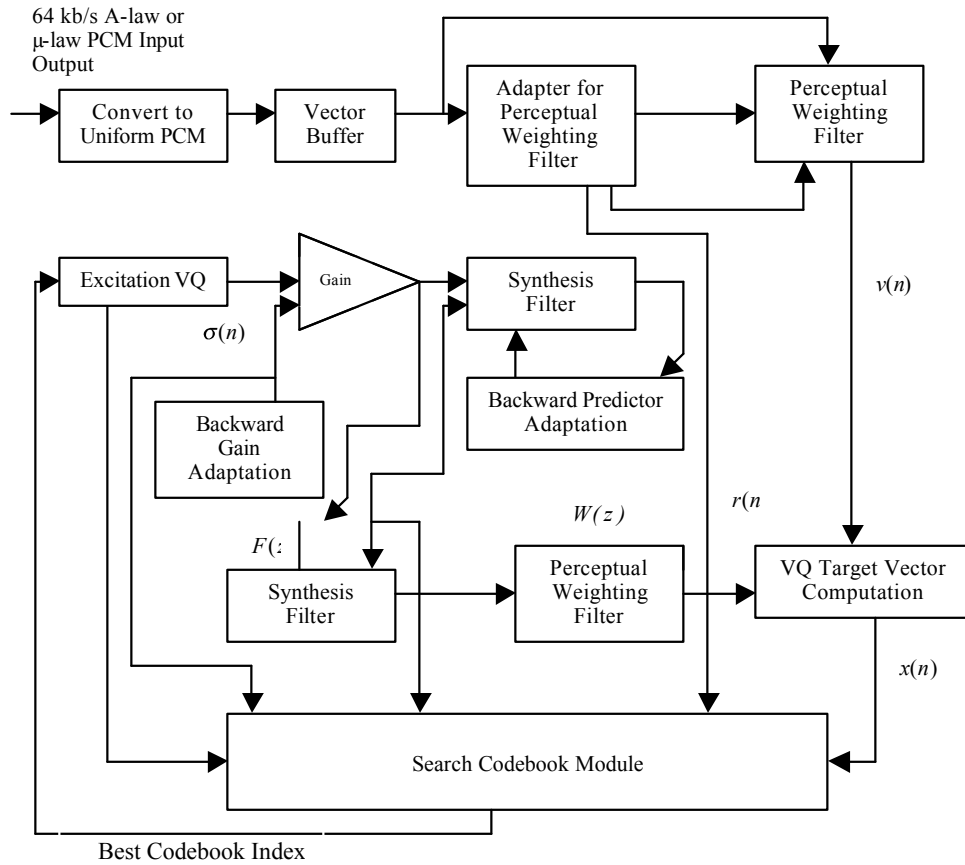 64 kb/s A-law or
μ-law PCM Input
Output
Convert to
Uniform PCM
Vector
Buffer
Adapter for
Perceptual
Weighting
Filter
Perceptual
Weighting
Filter
Excitation VQ
Gain
Synthesis
Filter
v(n)
σ(n)
Backward
Gain
Adaptation
Backward Predictor
Adaptation
r(n
W(z)
F(z
Synthesis
Filter
Perceptual
Weighting
Filter
VQ Target Vector
Computation
x(n)
Search Codebook Module
Best Codebook Index